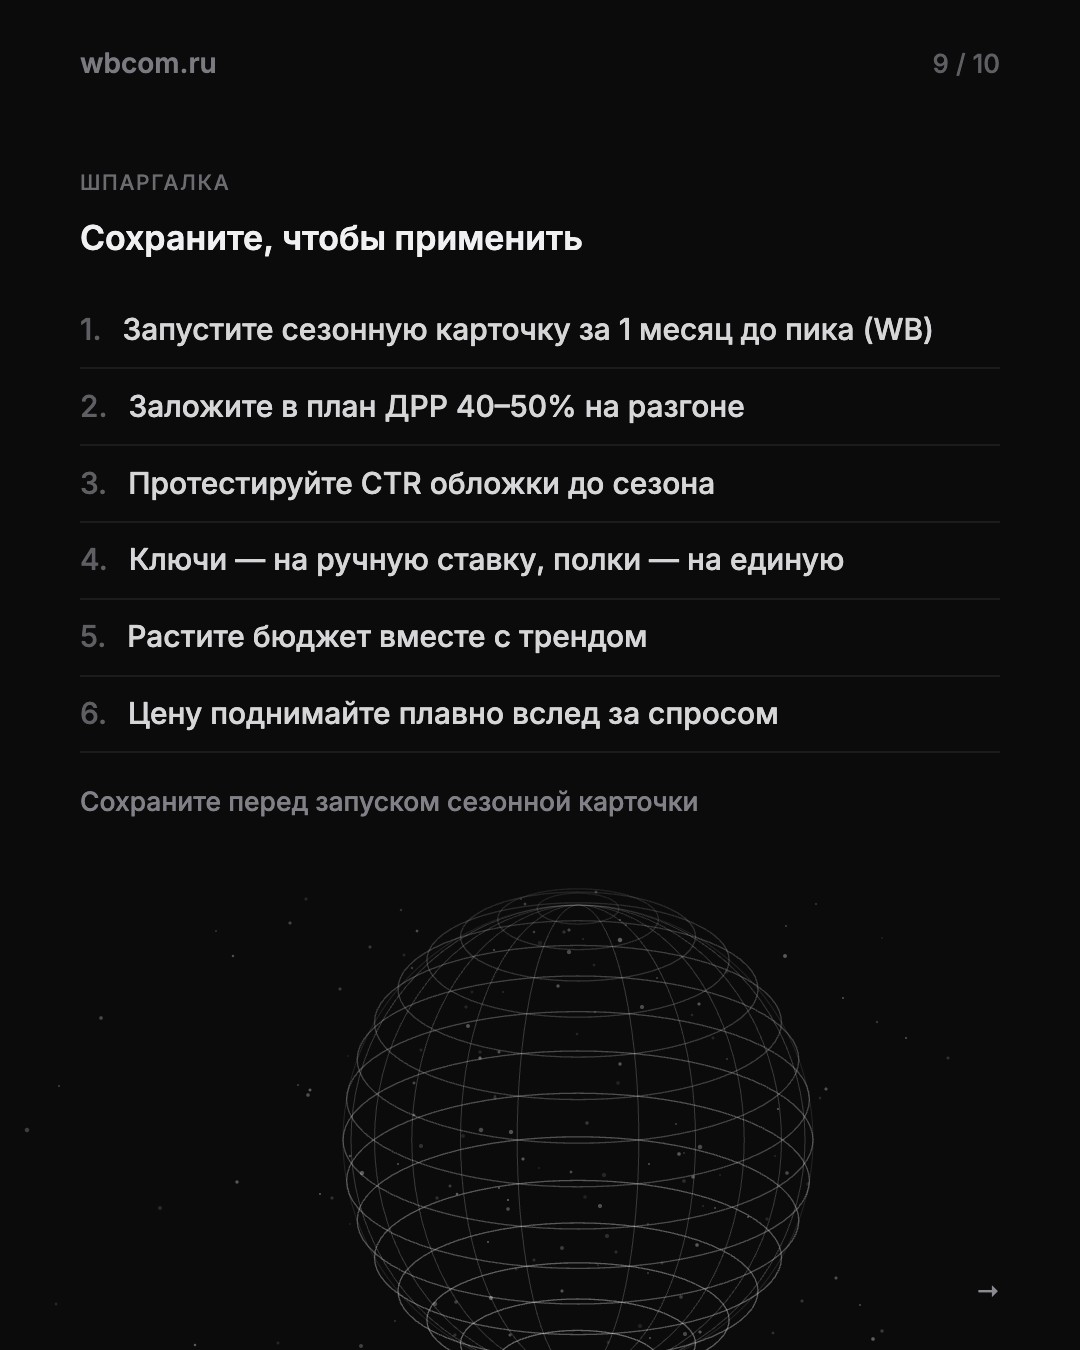 wbcom.ru
9 / 10
ШПАРГАЛКА
Сохраните, чтобы применить
1. Запустите сезонную карточку за 1 месяц до пика (WB)
2. Заложите в план ДРР 40–50% на разгоне
3. Протестируйте CTR обложки до сезона
4. Ключи — на ручную ставку, полки — на единую
5. Растите бюджет вместе с трендом
6. Цену поднимайте плавно вслед за спросом
Сохраните перед запуском сезонной карточки
→